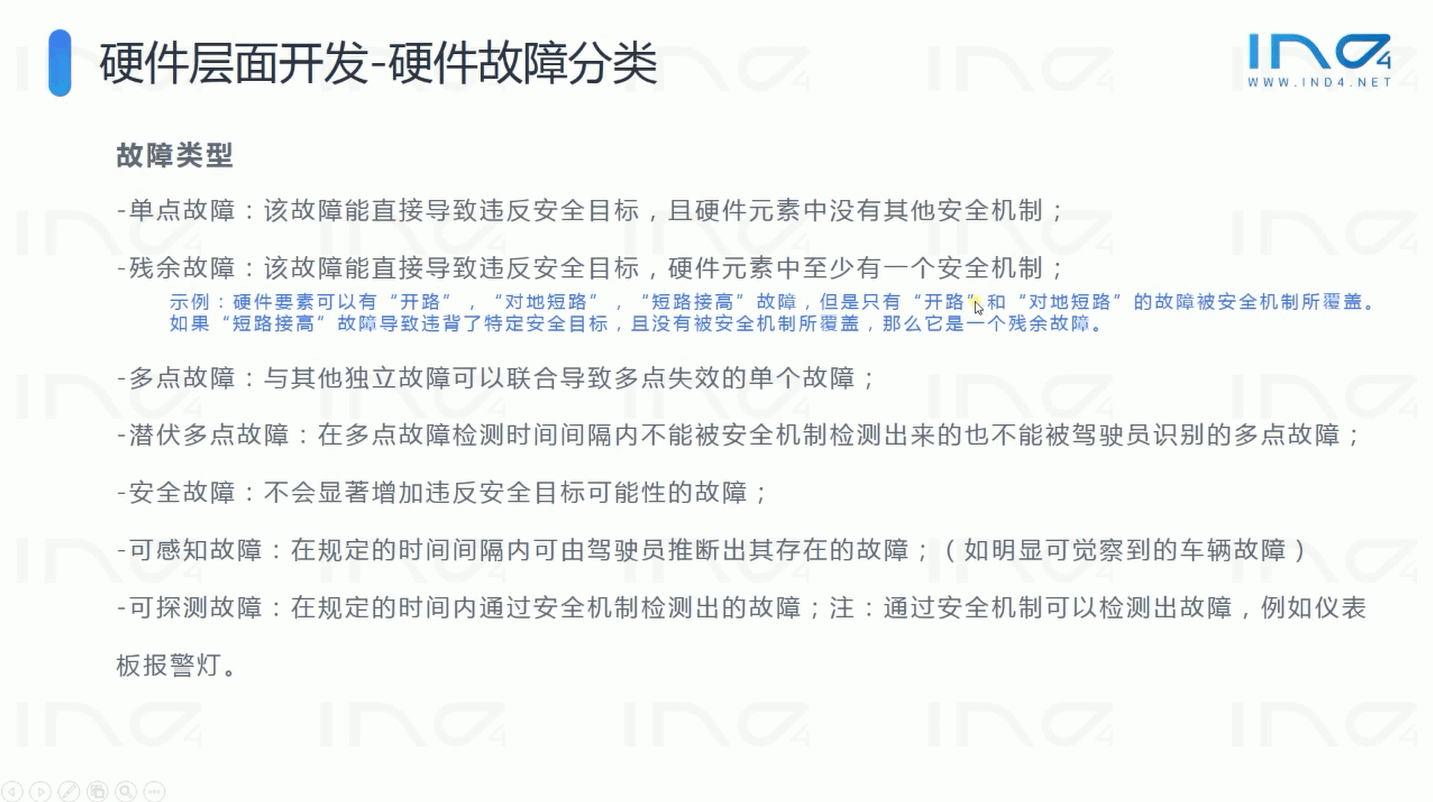 硬件层面开发-硬件故障分类
IND4
WWW.IND4.NET
故障类型
-单点故障：该故障能直接导致违反安全目标，且硬件元素中没有其他安全机制；
-残余故障：该故障能直接导致违反安全目标，硬件元素中至少有一个安全机制；
示例：硬件要素可以有“开路”，“对地短路”，“短路接高”故障，但是只有“开路”和“对地短路”的故障被安全机制所覆盖。
如果“短路接高”故障导致违背了特定安全目标，且没有被安全机制所覆盖，那么它是一个残余故障。
-多点故障：与其他独立故障可以联合导致多点失效的单个故障；
-潜伏多点故障：在多点故障检测时间间隔内不能被安全机制检测出来的也不能被驾驶员识别的多点故障；
-安全故障：不会显著增加违反安全目标可能性的故障；
-可感知故障：在规定的时间间隔内可由驾驶员推断出其存在的故障；（如明显可觉察到的车辆故障）
-可探测故障：在规定的时间内通过安全机制检测出的故障；注：通过安全机制可以检测出故障，例如仪表
板报警灯。